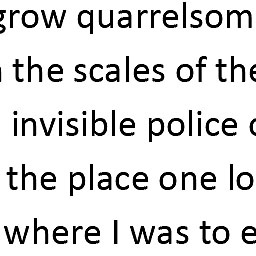 grow quarrelsom
the scales of the
invisible police
the place one lo
where I was to e